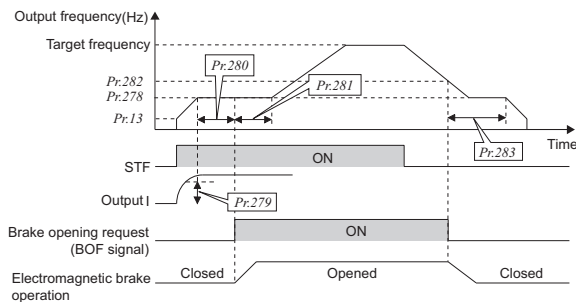 Output frequency(Hz)
Target frequency
Pr.280
Pr.282
Pr.281
Pr.278
Pr.13
Time
Pr.283
STF
ON
Output I
Pr.279
Brake opening request
(BOF signal)
ON
Electromagnetic brake
operation
Closed
Opened
Closed